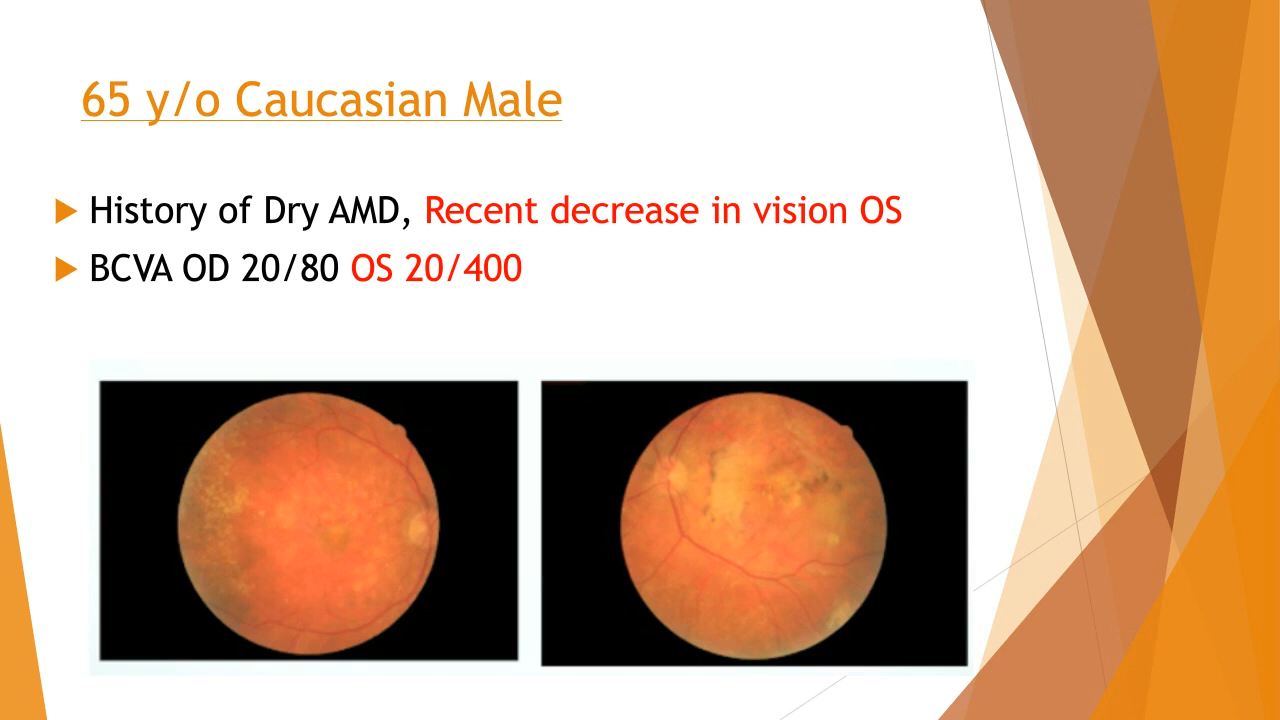 65 y/o Caucasian Male
History of Dry AMD, Recent decrease in vision OS
BCVA OD 20/80 OS 20/400